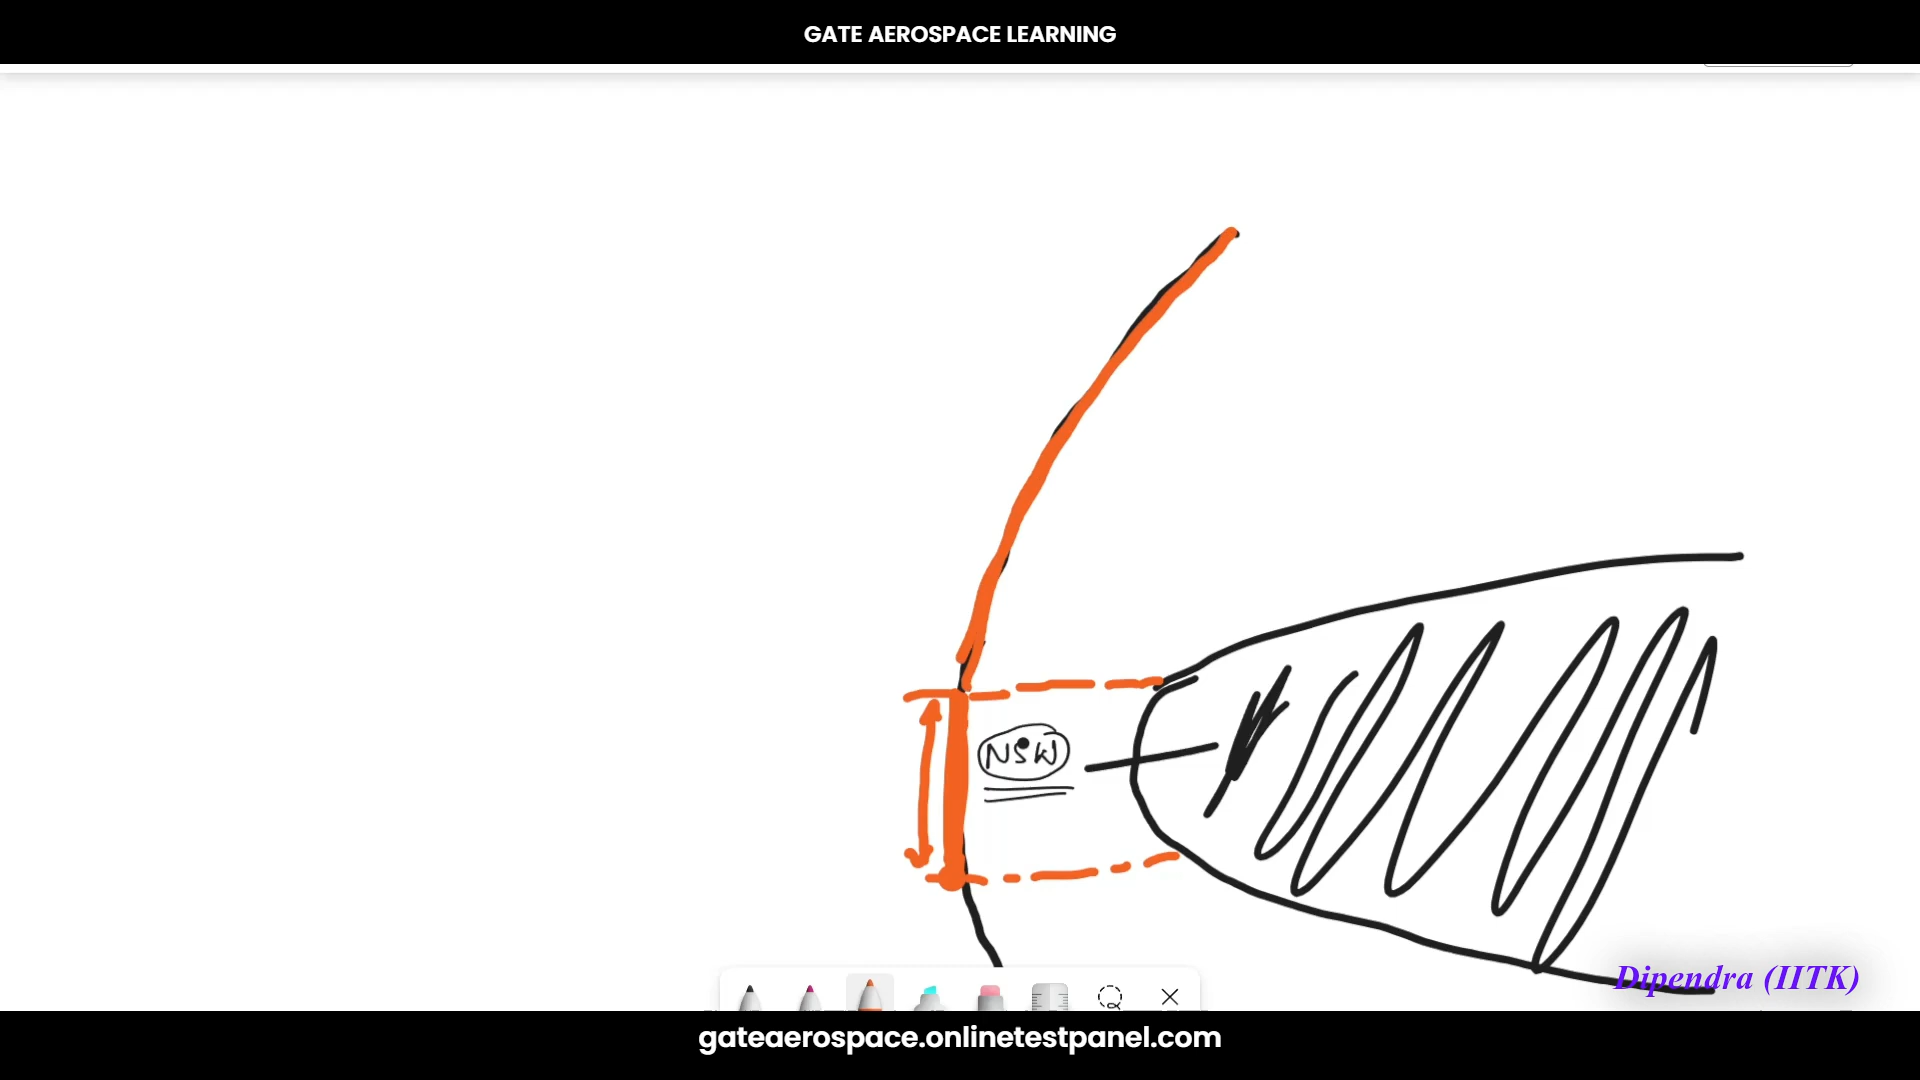 GATE AEROSPACE LEARNING
NSW
Dipendra (IITK)
gateaerospace.onlinetestpanel.com